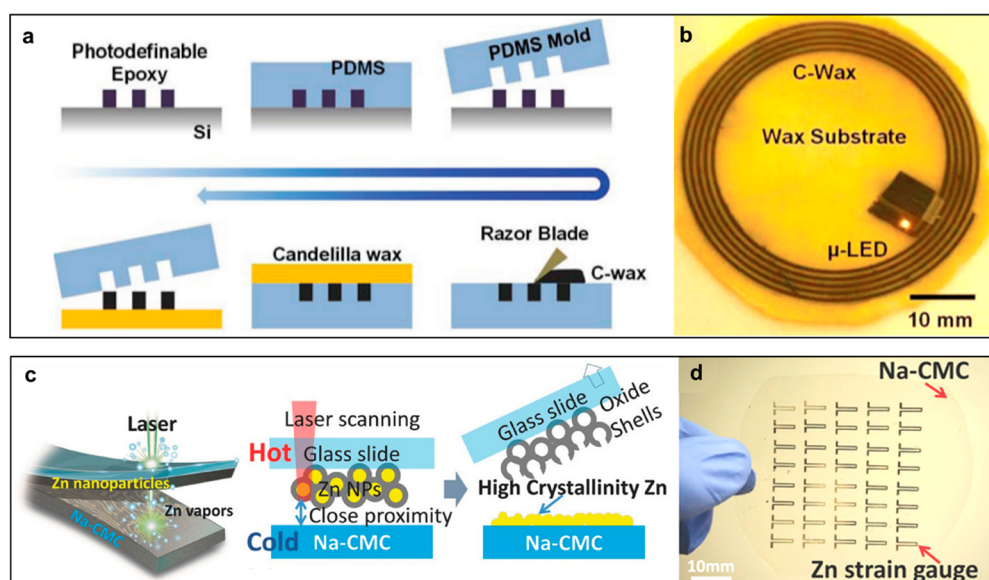 a
Photodefinable
Epoxy
Si
PDMS
PDMS Mold
Candelilla wax
Razor Blade
C-wax
b
C-Wax
Wax Substrate
μ-LED
10 mm
c
Laser
Zn nanoparticles
Zn vapors
Na-CMC
Laser scanning
Hot
Glass slide
Zn NPs
Close proximity
Cold
Na-CMC
Glass slide
Oxide
Shells
High Crystallinity Zn
Na-CMC
d
Na-CMC
Zn strain gauge
10mm